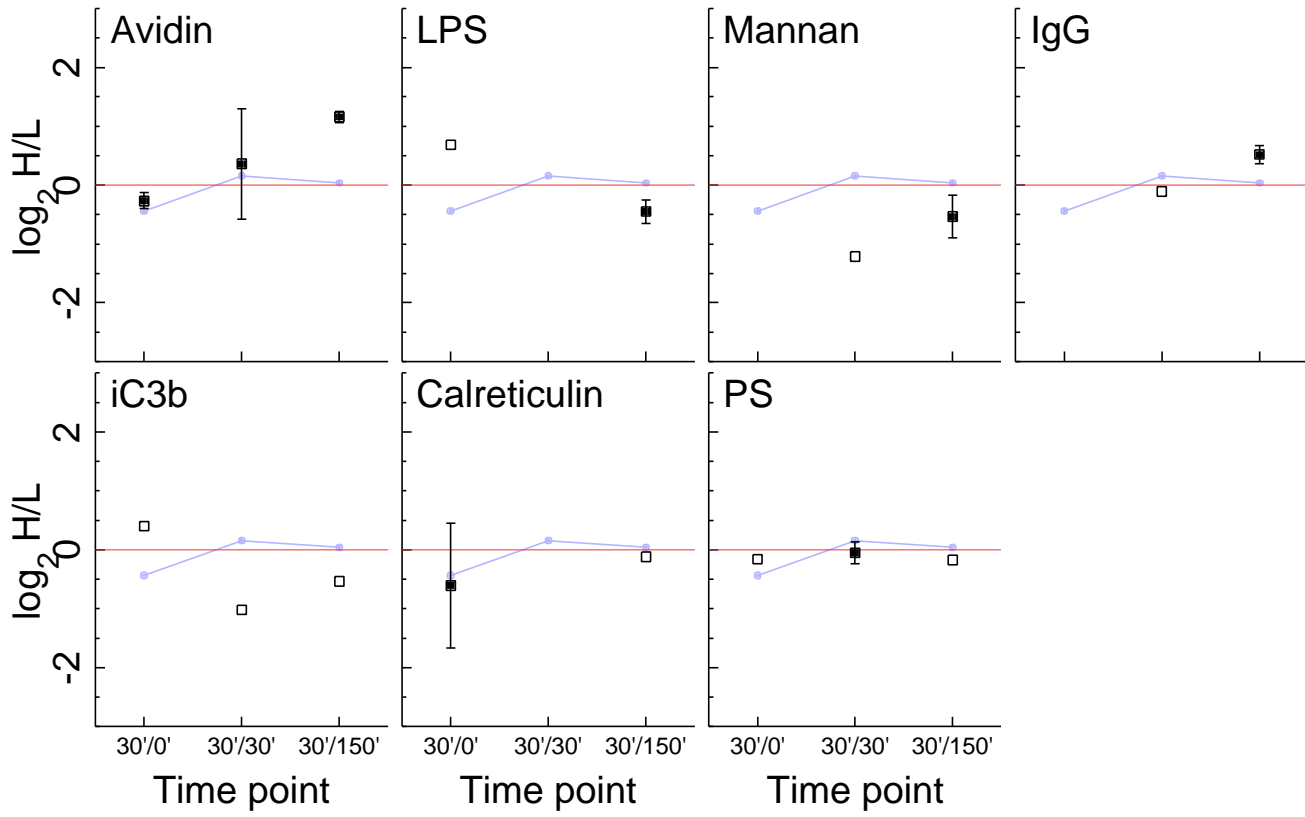 Avidin LPS Mannan IgG
2
0
-2
log2 H/L
iC3b Calreticulin PS
2
0
-2
log2 H/L
30'/0' 30'/30' 30'/150' 30'/0' 30'/30' 30'/150' 30'/0' 30'/30' 30'/150'
Time point Time point Time point